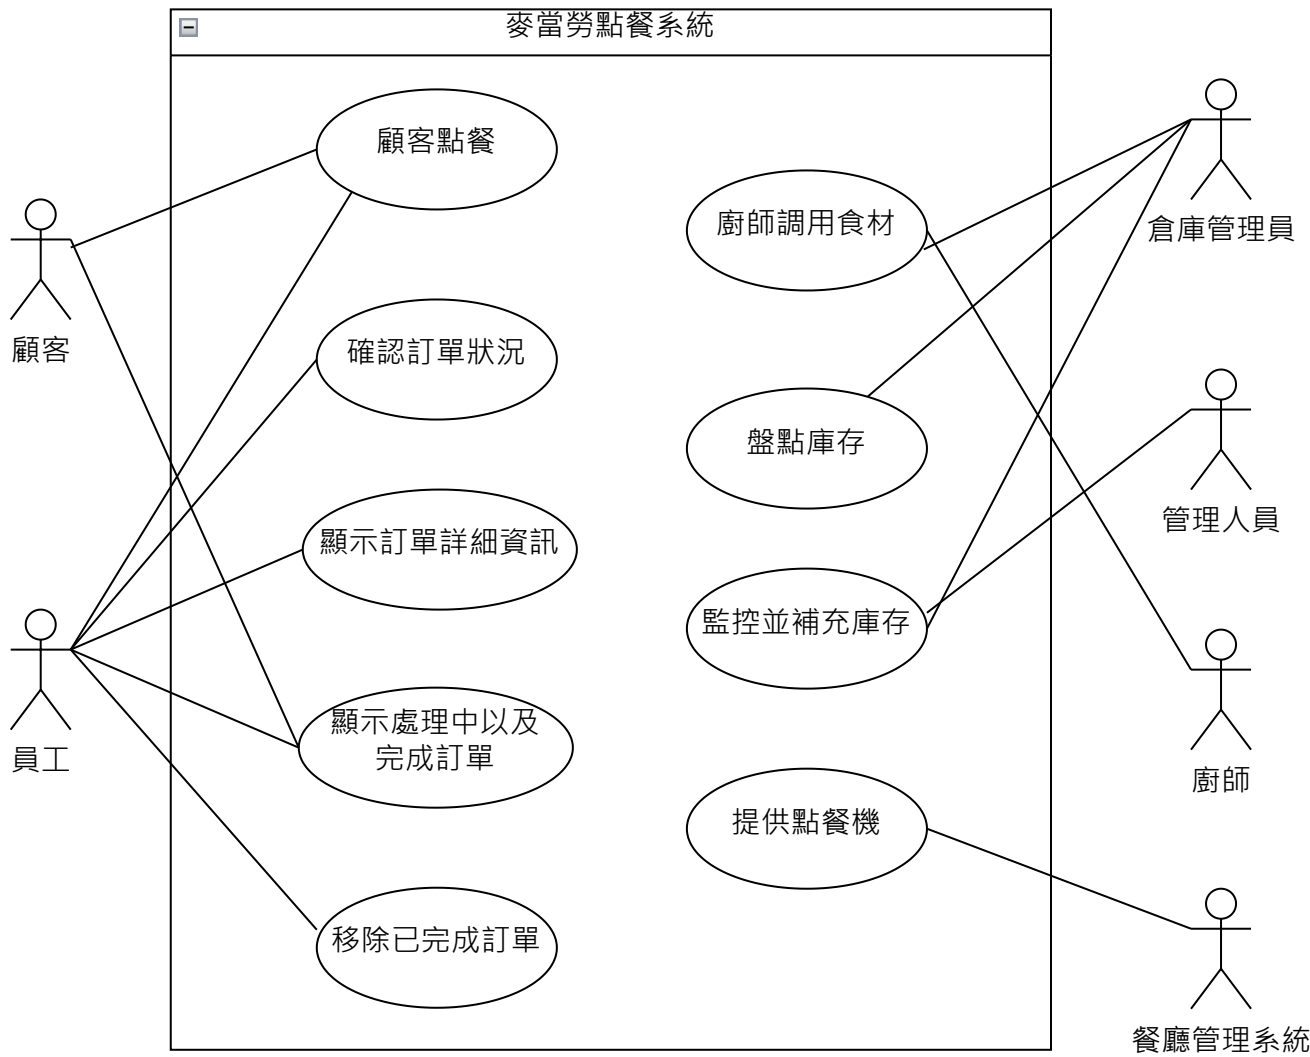 麥當勞點餐系統
顧客點餐
廚師調用食材
倉庫管理員
顧客
確認訂單狀況
盤點庫存
管理人員
顯示訂單詳細資訊
監控並補充庫存
員工
顯示處理中以及
完成訂單
廚師
提供點餐機
移除已完成訂單
餐廳管理系統